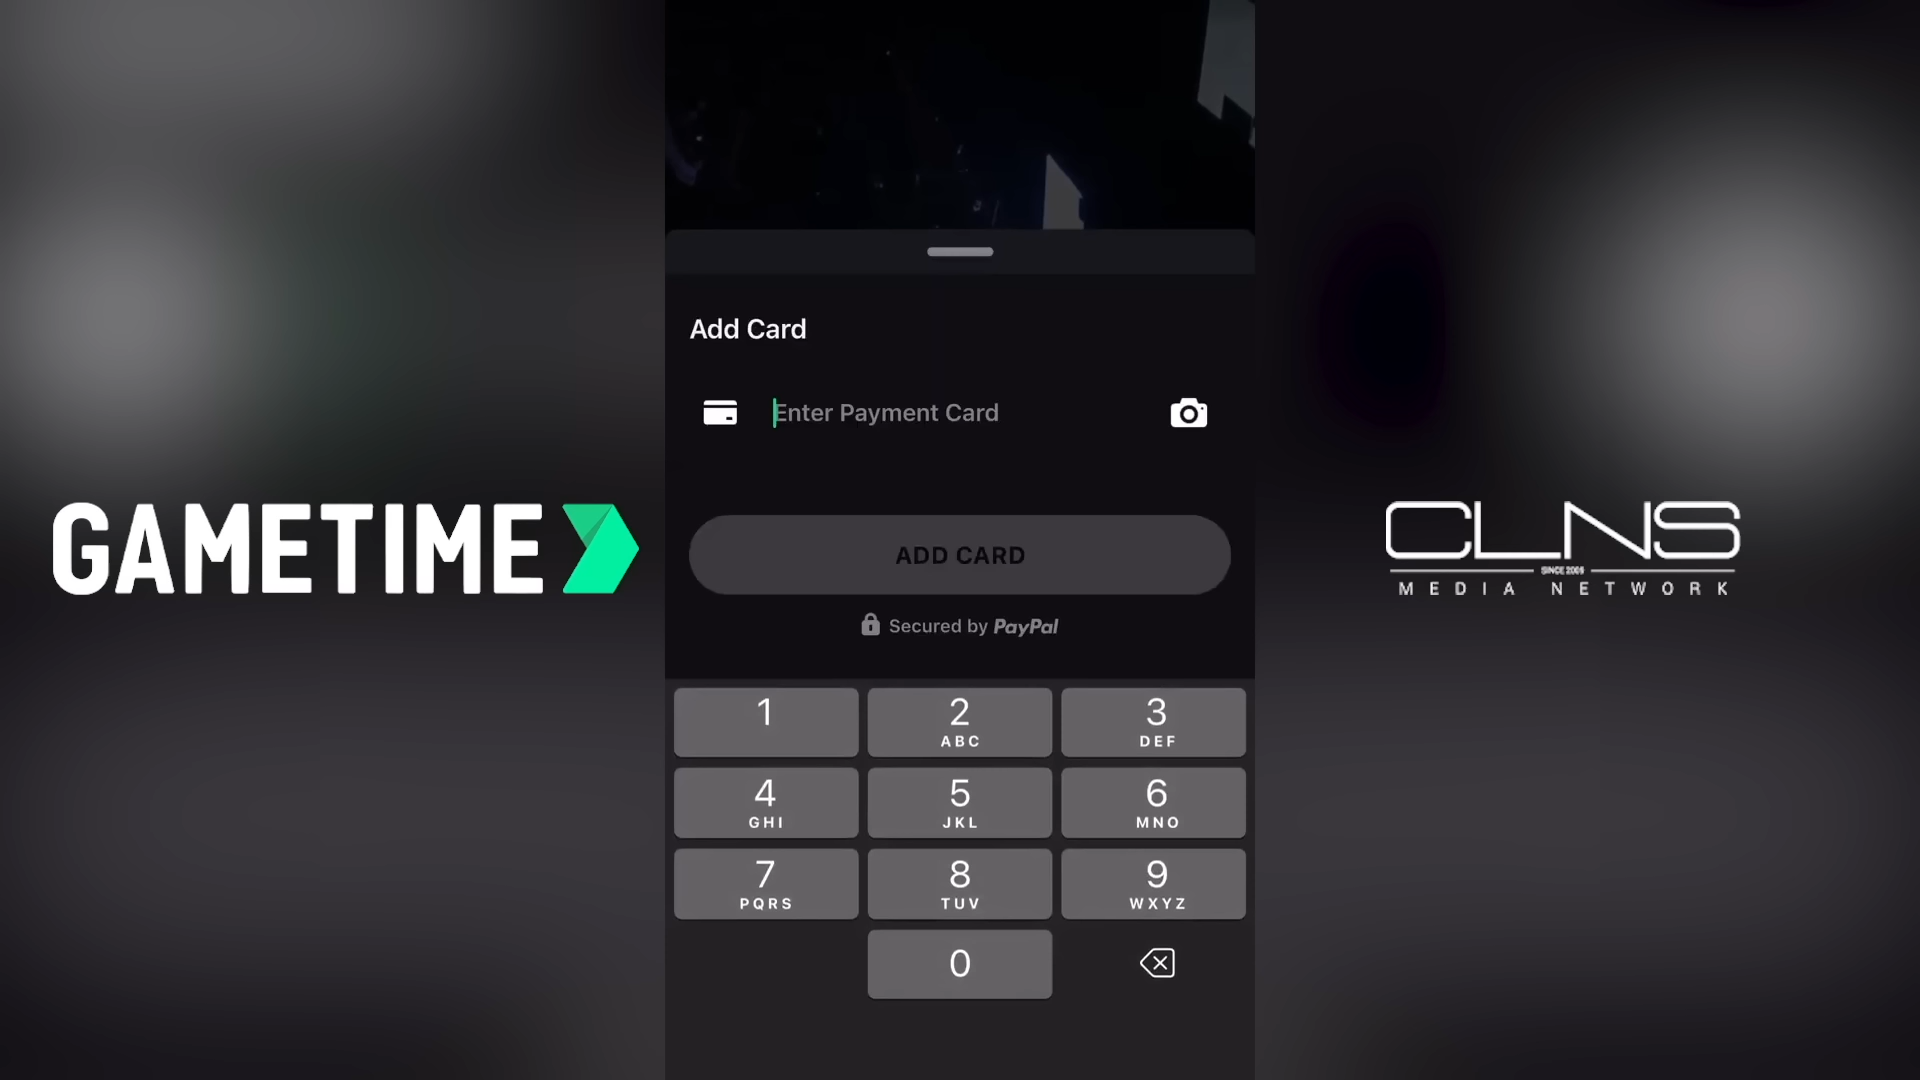 Add Card
Enter Payment Card
GAMETIME
ADD CARD
CLNS
SINCE 2005
MEDIA NETWORK
Secured by PayPal
1
2
ABC
3
DEF
4
GHI
5
JKL
6
MNO
7
PQRS
8
TUV
9
WXYZ
0